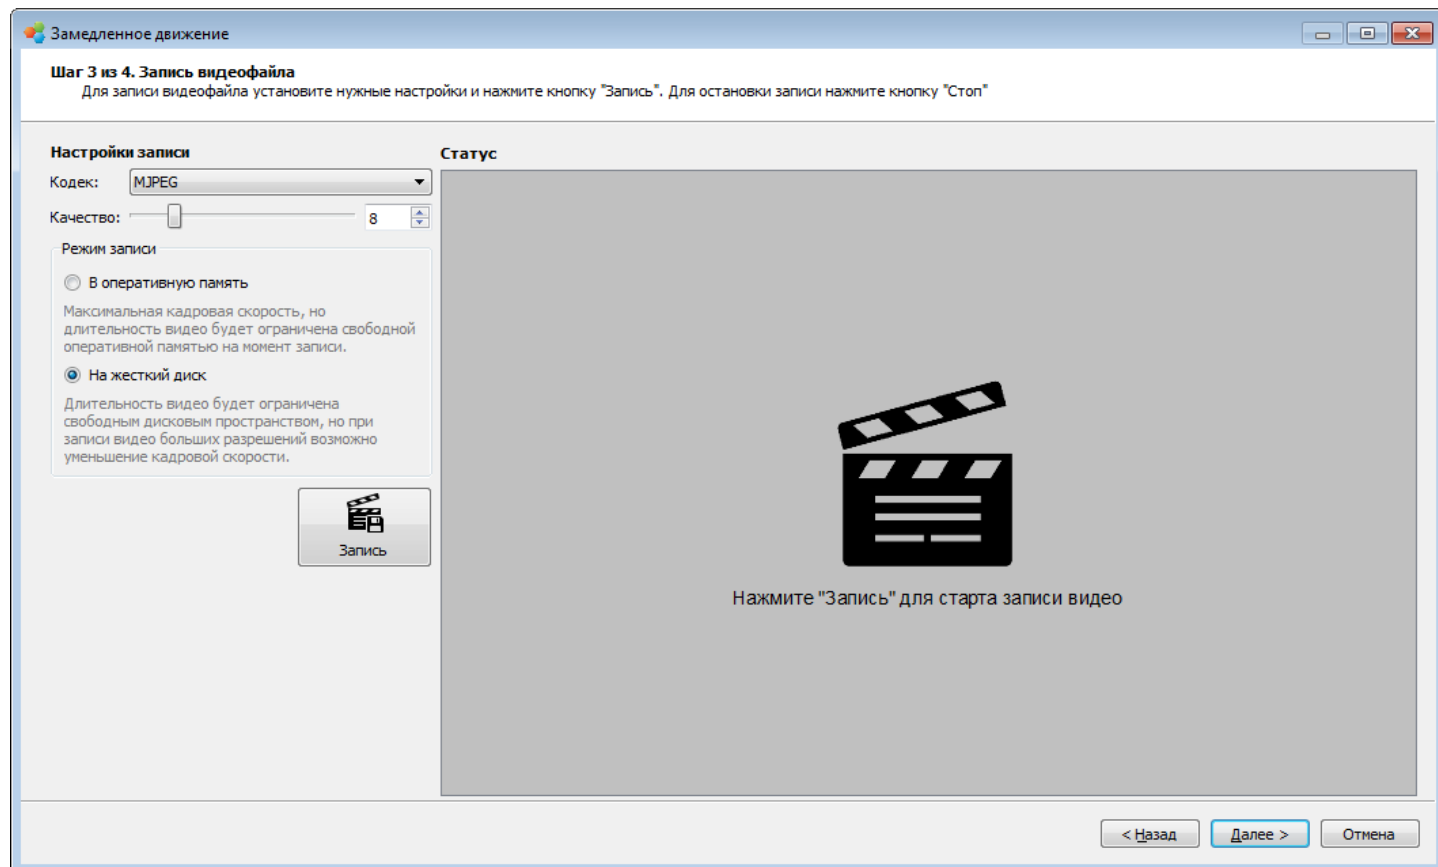 Замедленное движение
Шаг 3 из 4. Запись видеофайла
Для записи видеофайла установите нужные настройки и нажмите кнопку "Запись". Для остановки записи нажмите кнопку "Стоп"
Настройки записи
Кодек: MJPEG
Качество: 8
Режим записи
В оперативную память
Максимальная кадровая скорость, но
длительность видео будет ограничена свободной
оперативной памятью на момент записи.
На жесткий диск
Длительность видео будет ограничена
свободным дисковым пространством, но при
записи видео больших разрешений возможно
уменьшение кадровой скорости.
Запись
Статус
Нажмите "Запись" для старта записи видео
< Назад
Далее >
Отмена